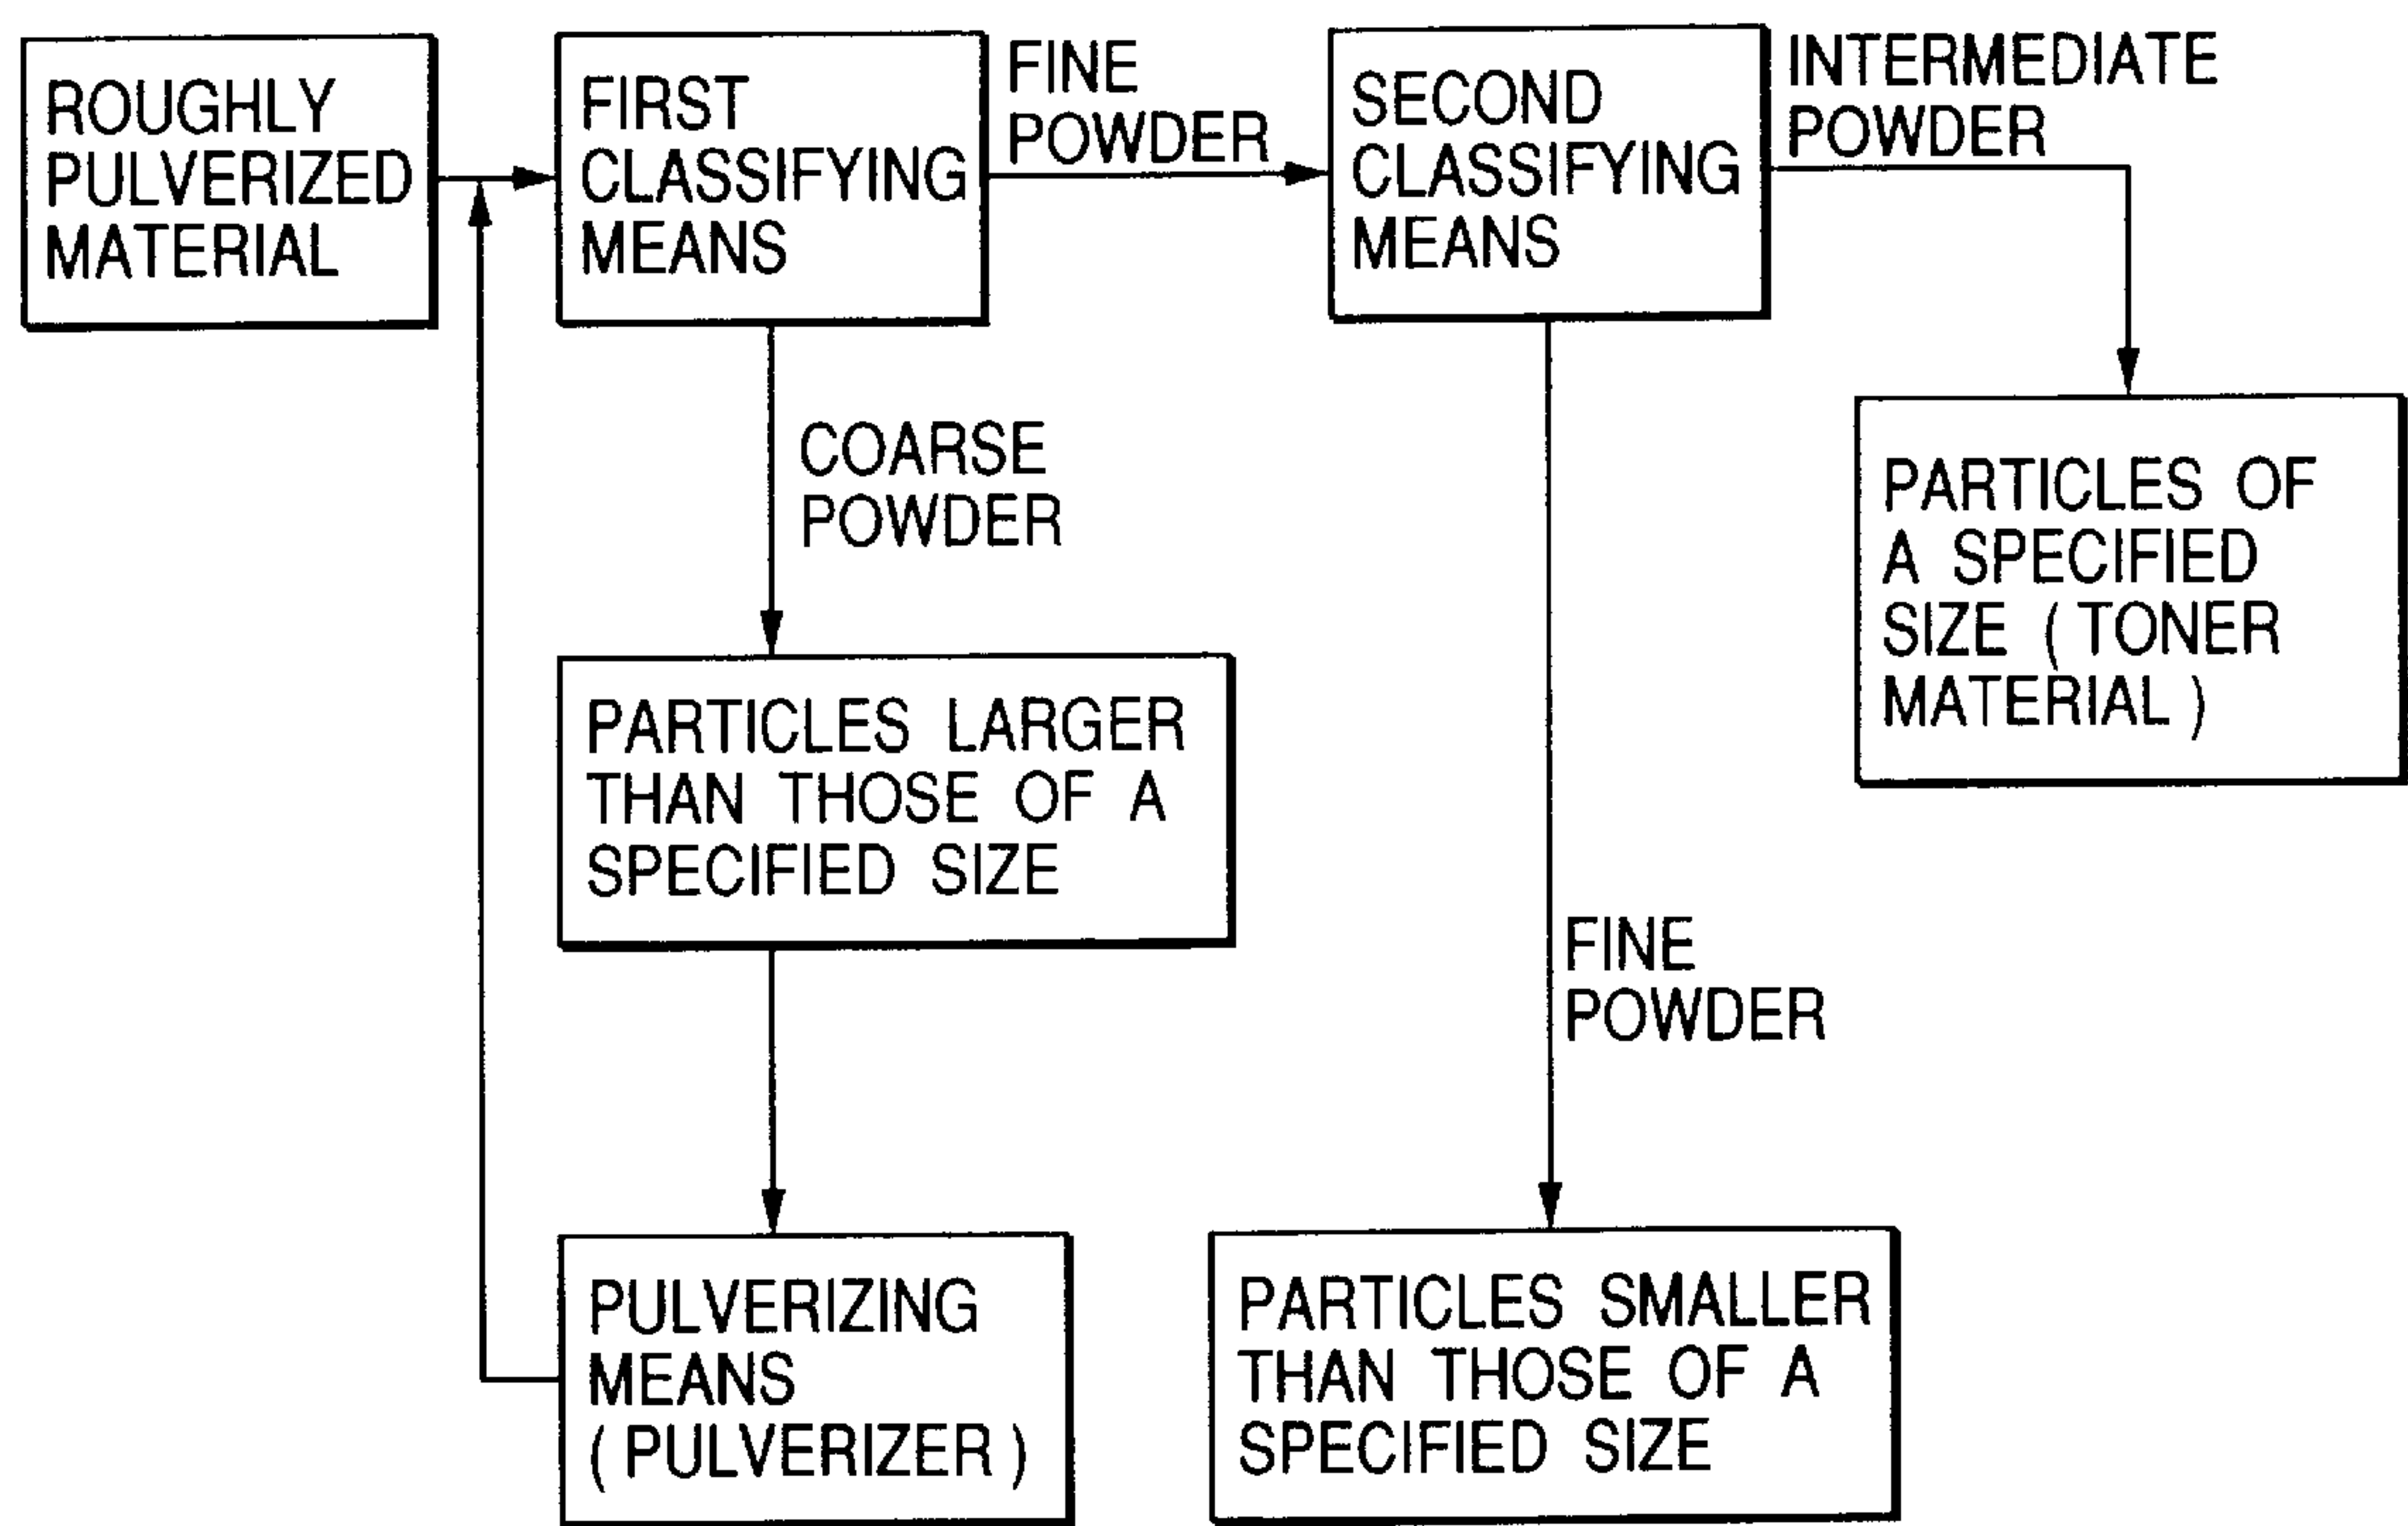 ROUGHLY
PULVERIZED
MATERIAL
FIRST
CLASSIFYING
MEANS
FINE
POWDER
SECOND
CLASSIFYING
MEANS
INTERMEDIATE
POWDER
COARSE
POWDER
PARTICLES OF
A SPECIFIED
SIZE ( TONER
MATERIAL )
PARTICLES LARGER
THAN THOSE OF A
SPECIFIED SIZE
FINE
POWDER
PULVERIZING
MEANS
( PULVERIZER )
PARTICLES SMALLER
THAN THOSE OF A
SPECIFIED SIZE